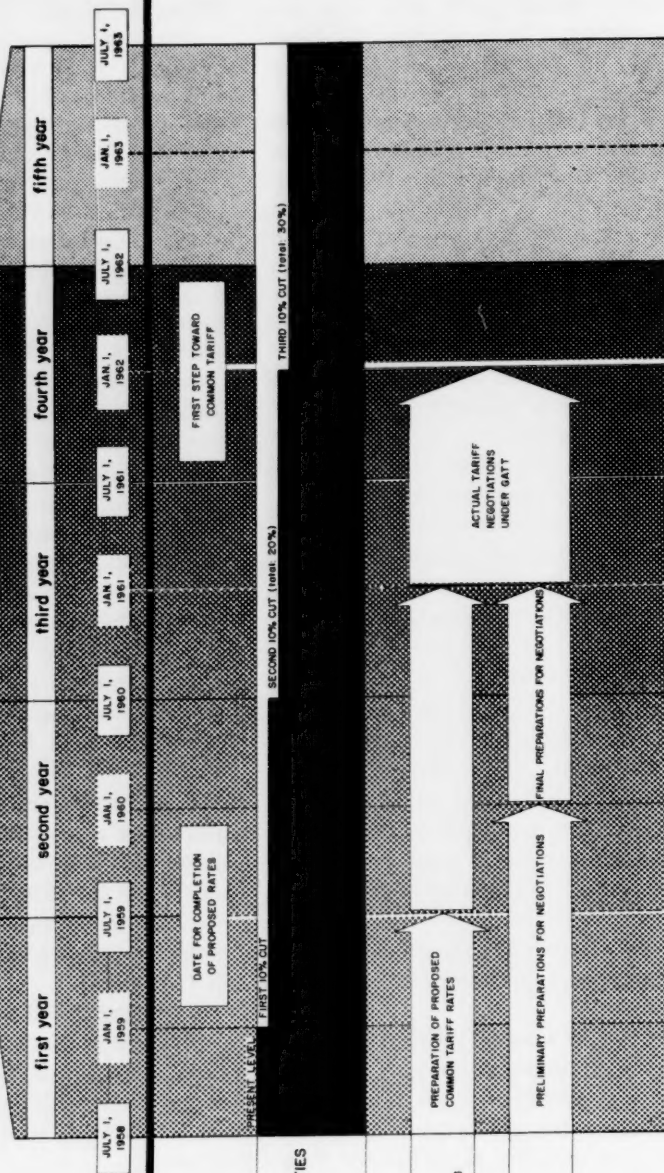 first year
second year
third year
fourth year
fifth year
JULY 1,
1958
JAN 1,
1959
JULY 1,
1959
JAN 1,
1960
JULY 1,
1960
JAN 1,
1961
JULY 1,
1961
JAN 1,
1962
JULY 1,
1962
JAN 1,
1963
JULY 1,
1963
DATE FOR COMPLETION
OF PROPOSED RATES
FIRST STEP TOWARD
COMMON TARIFF
PRESENT LEVEL
FIRST 10% CUT
SECOND 10% CUT (total: 20%)
THIRD 10% CUT (total: 30%)
TIES
PREPARATION OF PROPOSED
COMMON TARIFF RATES
ACTUAL TARIFF
NEGOTIATIONS
UNDER GATT
PRELIMINARY PREPARATIONS FOR NEGOTIATIONS
FINAL PREPARATIONS FOR NEGOTIATIONS